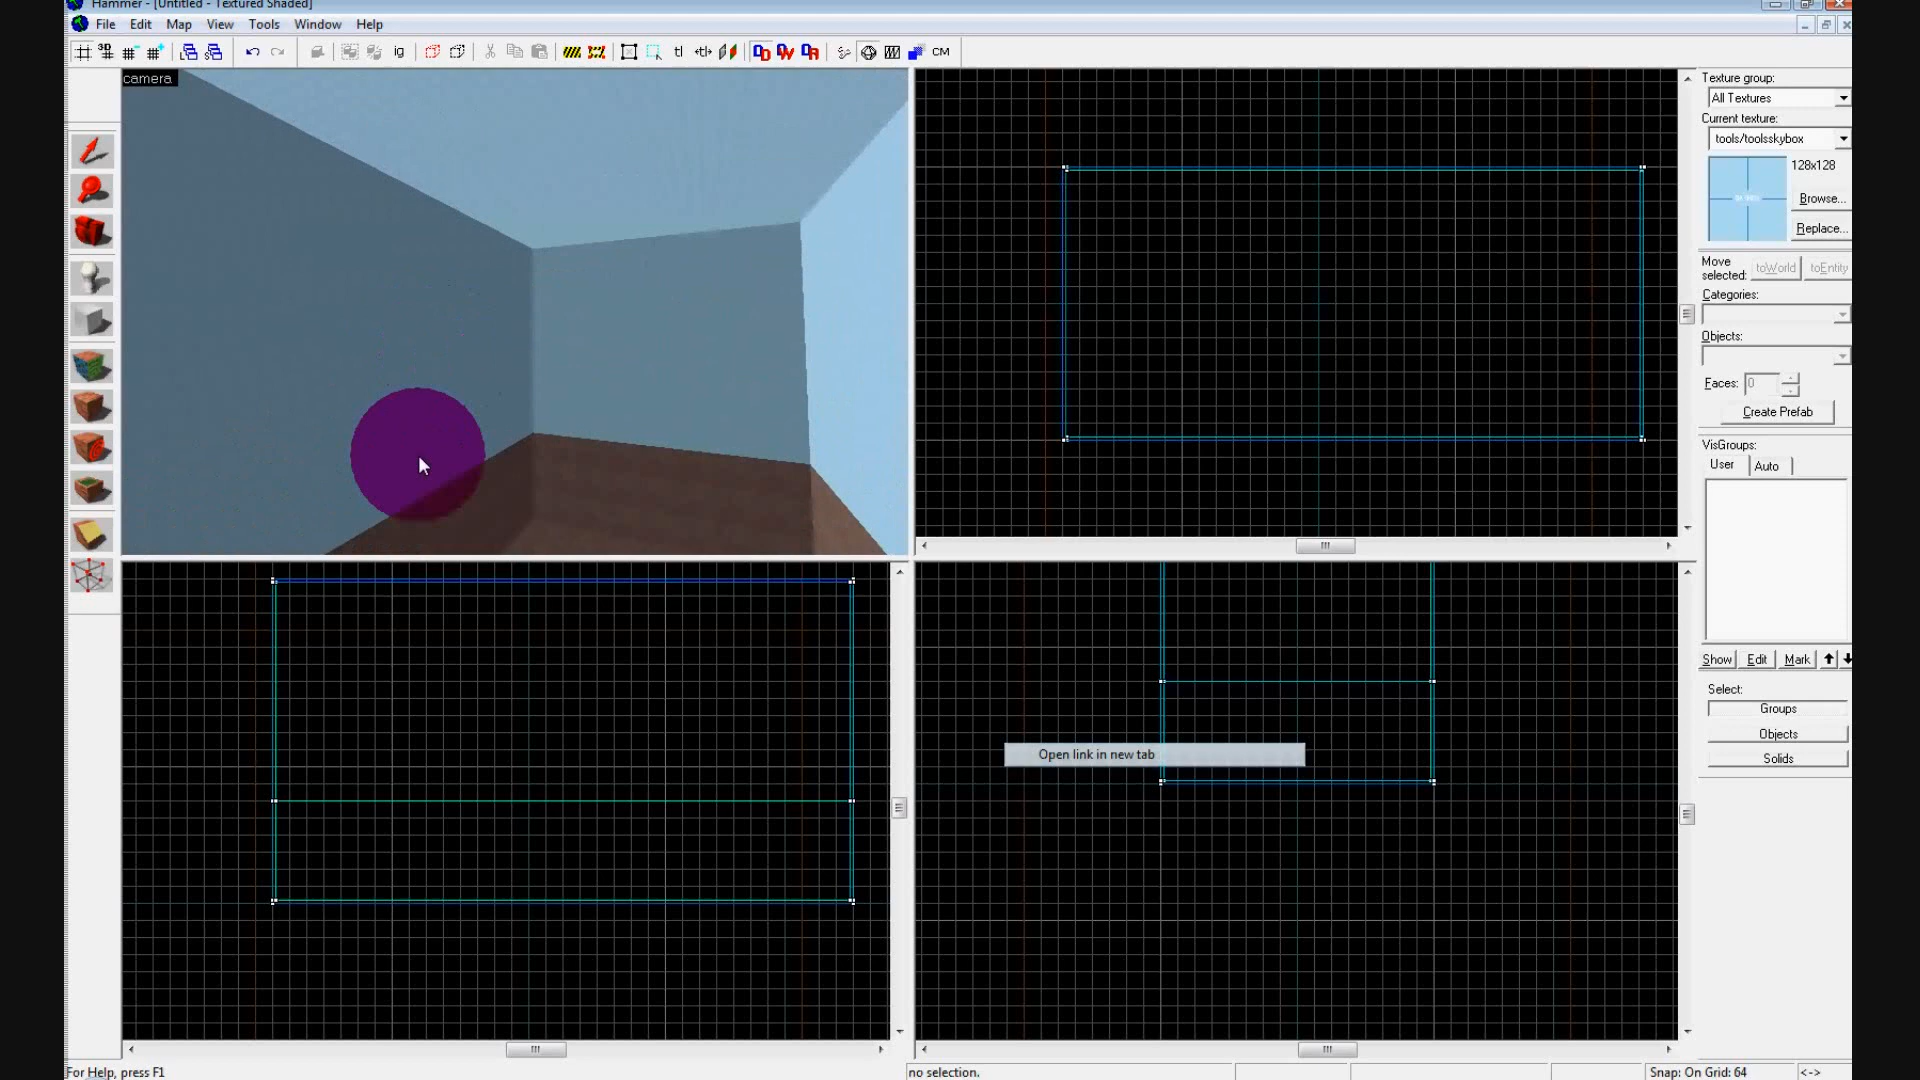 Hammer - [Untitled - Textured Shaded]
File Edit Map View Tools Window Help
3D
ig
tl
CM
camera
Texture group:
All Textures
Current texture:
tools/toolsskybox
128x128
Browse...
Replace...
Move selected: toWorld toEntity
Categories:
Objects:
Faces: 0
Create Prefab
VisGroups:
User Auto
Show Edit Mark
Select:
Groups
Objects
Solids
Open link in new tab
For Help, press F1
no selection.
Snap: On Grid: 64
<->